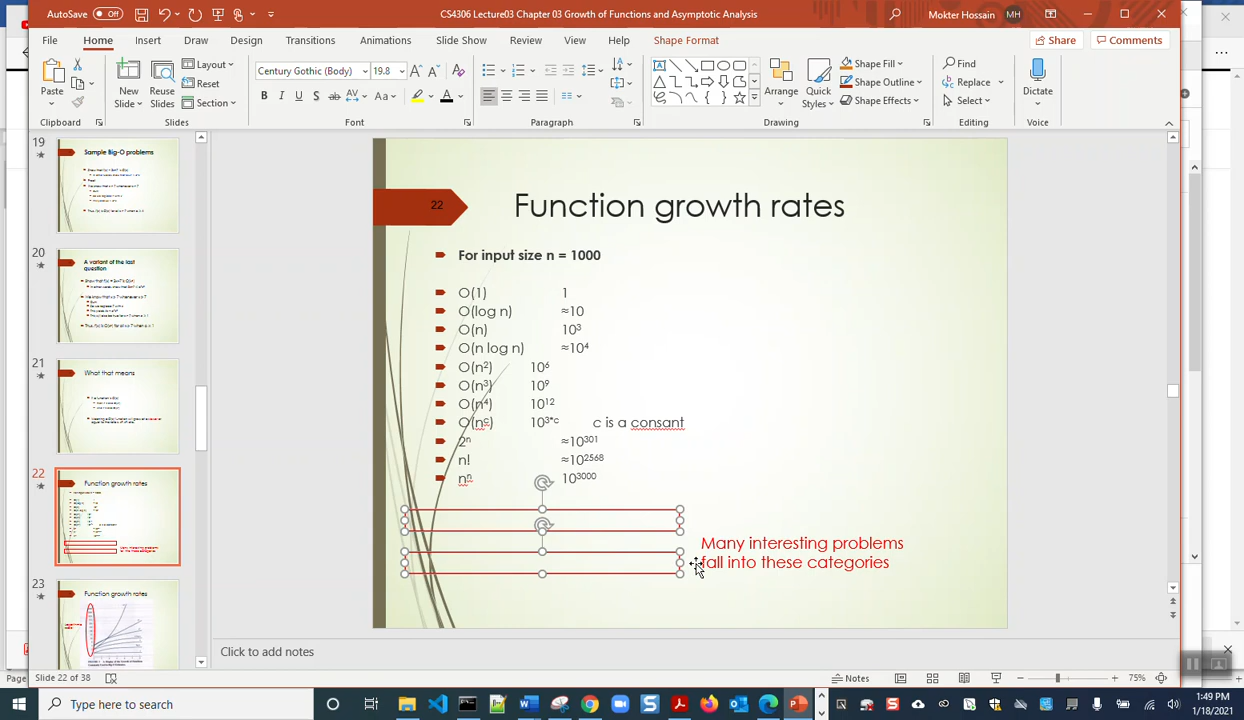 AutoSave Off CS4306 Lecture03 Chapter 03 Growth of Functions and Asymptotic Analysis Mokter Hossain MH
File Home Insert Draw Design Transitions Animations Slide Show Review View Help Shape Format Share Comments
Century Gothic (Body) 19.8
Paste New Slide Reuse Slides Layout Reset Section
B I U S ab AV Aa A
Arrange Quick Styles Shape Fill Shape Outline Shape Effects
Find Replace Select Dictate
Clipboard Slides Font Paragraph Drawing Editing Voice
19
Sample Big-O problems
20
A variant of the last question
21
What that means
22
Function growth rates
23
Function growth rates
22
Function growth rates
For input size n = 1000
O(1) 1
O(log n) ≈10
O(n) 10³
O(n log n) ≈10⁴
O(n²) 10⁶
O(n³) 10⁹
O(n⁴) 10¹²
O(nᶜ) 10³*ᶜ c is a consant
2ⁿ ≈10³⁰¹
n! ≈10²⁵⁶⁸
nⁿ 10³⁰⁰⁰
Many interesting problems
fall into these categories
Click to add notes
Page
Slide 22 of 38 Notes 75%
Type here to search
1:49 PM
1/18/2021